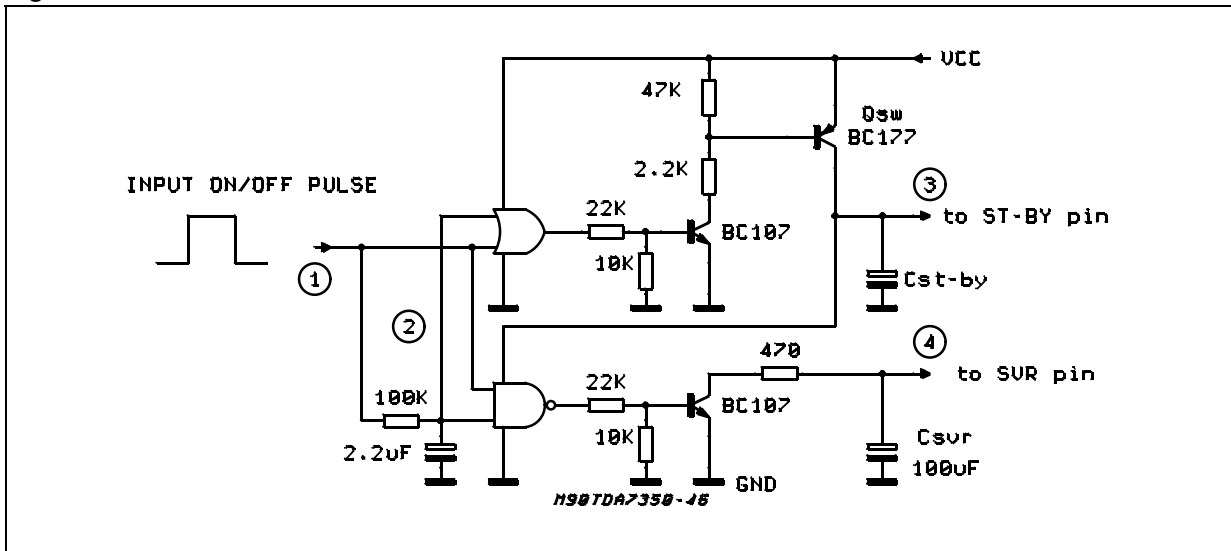 VCC
47K
Qsw
BC177
2.2K
INPUT ON/OFF PULSE
3
to ST-BY pin
22K
BC107
10K
1
Cst-by
2
4
470
to SVR pin
22K
100K
BC107
10K
Csvr
2.2uF
100uF
GND
M90TDA7350-46